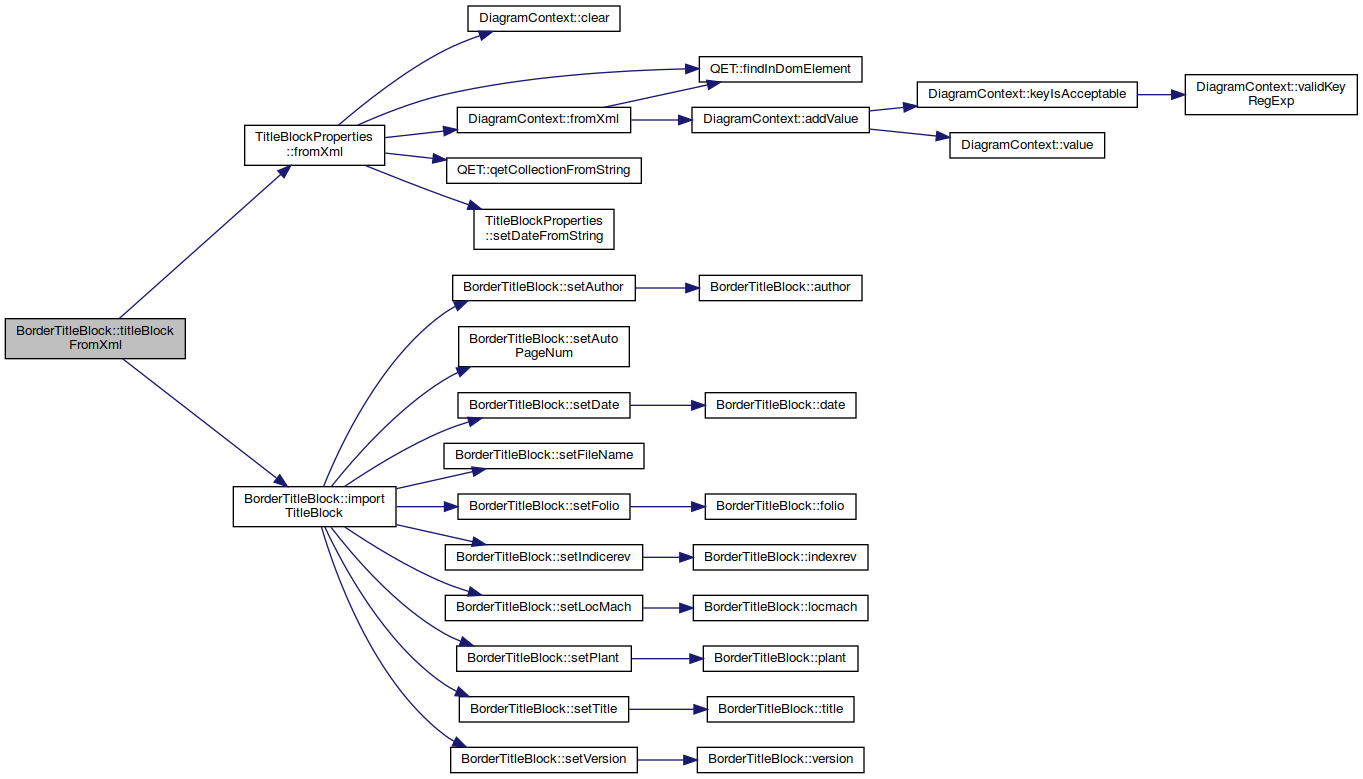 DiagramContext::clear
QET::findInDomElement
DiagramContext::keyIsAcceptable
DiagramContext::validKey
RegExp
TitleBlockProperties
::fromXml
DiagramContext::fromXml
DiagramContext::addValue
DiagramContext::value
QET::qetCollectionFromString
TitleBlockProperties
::setDateFromString
BorderTitleBlock::titleBlock
FromXml
BorderTitleBlock::setAuthor
BorderTitleBlock::author
BorderTitleBlock::setAuto
PageNum
BorderTitleBlock::setDate
BorderTitleBlock::date
BorderTitleBlock::setFileName
BorderTitleBlock::import
TitleBlock
BorderTitleBlock::setFolio
BorderTitleBlock::folio
BorderTitleBlock::setIndicerev
BorderTitleBlock::indexrev
BorderTitleBlock::setLocMach
BorderTitleBlock::locmach
BorderTitleBlock::setPlant
BorderTitleBlock::plant
BorderTitleBlock::setTitle
BorderTitleBlock::title
BorderTitleBlock::setVersion
BorderTitleBlock::version